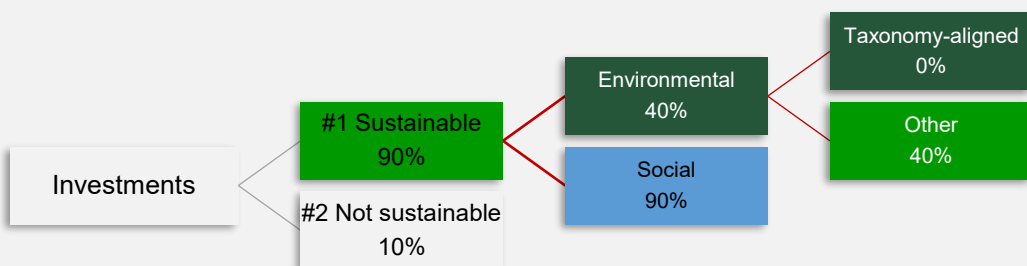 Investments
#1 Sustainable
90%
#2 Not sustainable
10%
Environmental
40%
Social
90%
Taxonomy-aligned
0%
Other
40%